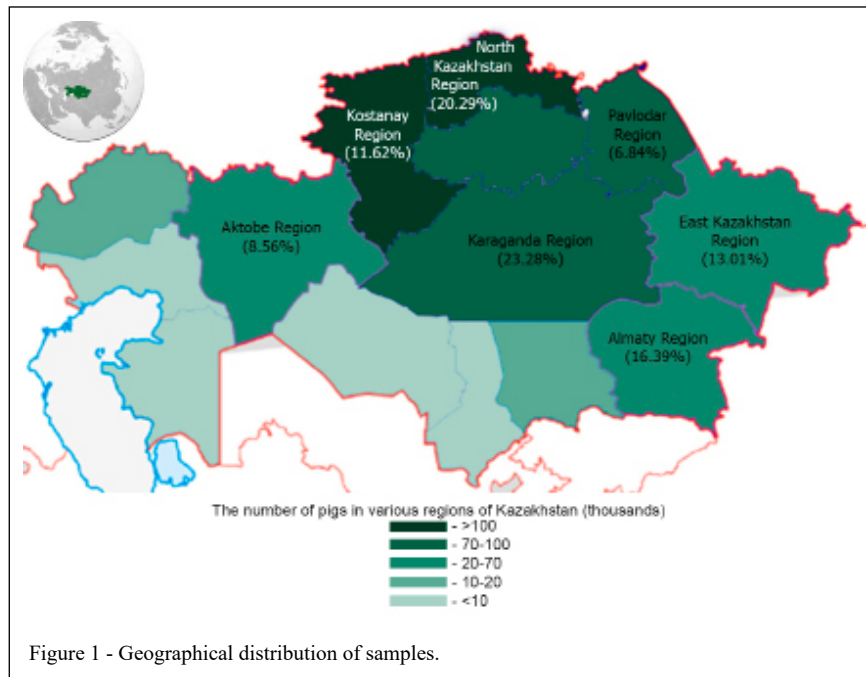 North
Kazakhstan
Region
(20.29%)
Kostanay
Region
(11.62%)
Pavlodar
Region
(6.84%)
Aktobe Region
(8.56%)
Karaganda Region
(23.28%)
East Kazakhstan
Region
(13.01%)
Almaty Region
(16.39%)
The number of pigs in various regions of Kazakhstan (thousands)
- >100
- 70-100
- 20-70
- 10-20
- <10
Figure 1 - Geographical distribution of samples.